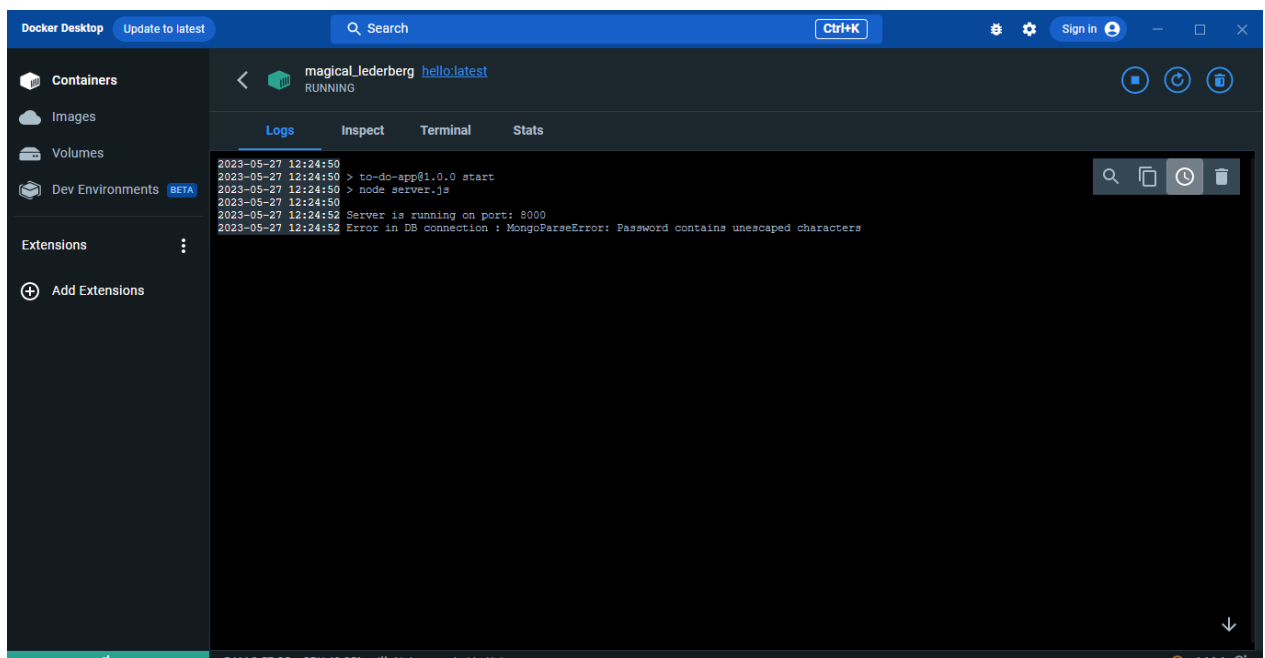 Docker Desktop Update to latest Search Ctrl+K Sign in
Containers
Images
Volumes
Dev Environments BETA
Extensions
Add Extensions
magical_lederberg hello:latest
RUNNING
Logs Inspect Terminal Stats
2023-05-27 12:24:50
2023-05-27 12:24:50 > to-do-app@1.0.0 start
2023-05-27 12:24:50 > node server.js
2023-05-27 12:24:50
2023-05-27 12:24:52 Server is running on port: 8000
2023-05-27 12:24:52 Error in DB connection : MongoParseError: Password contains unescaped characters